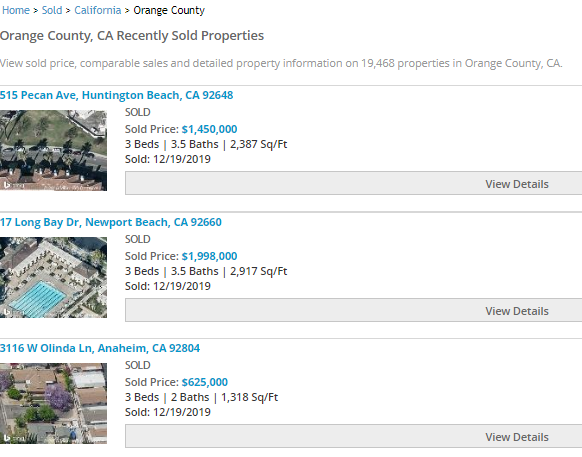 Home > Sold > California > Orange County
Orange County, CA Recently Sold Properties
View sold price, comparable sales and detailed property information on 19,468 properties in Orange County, CA.
515 Pecan Ave, Huntington Beach, CA 92648
SOLD
Sold Price: $1,450,000
3 Beds | 3.5 Baths | 2,387 Sq/Ft
Sold: 12/19/2019
View Details
17 Long Bay Dr, Newport Beach, CA 92660
SOLD
Sold Price: $1,998,000
3 Beds | 3.5 Baths | 2,917 Sq/Ft
Sold: 12/19/2019
View Details
3116 W Olinda Ln, Anaheim, CA 92804
SOLD
Sold Price: $625,000
3 Beds | 2 Baths | 1,318 Sq/Ft
Sold: 12/19/2019
View Details